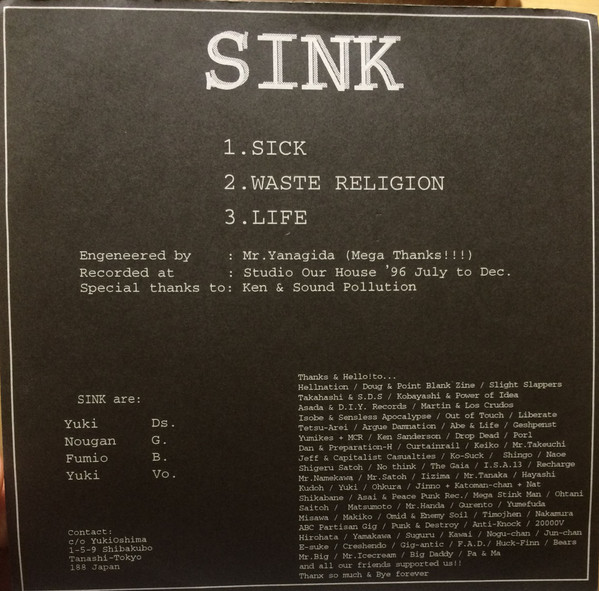 SINK
1.SICK
2.WASTE RELIGION
3.LIFE
Engeneered by : Mr.Yanagida (Mega Thanks!!!)
Recorded at : Studio Our House '96 July to Dec.
Special thanks to: Ken & Sound Pollution
SINK are:
Yuki Ds.
Nougan G.
Fumio B.
Yuki Vo.
Contact:
c/o YukiOshima
1-5-9 Shibakubo
Tanashi-Tokyo
188 Japan
Thanks & Hello!to...
Hellnation / Doug & Point Blank Zine / Slight Slappers
Takahashi & S.D.S / Kobayashi & Power of Idea
Asada & D.I.Y. Records / Martin & Los Crudos
Isobe & Sensless Apocalypse / Out of Touch / Liberate
Tetsu-Arei / Argue Damnation / Abe & Life / Geshpenst
Yumikes + MCR / Ken Sanderson / Drop Dead / Porl
Dan & Preparation-H / Curtainrail / Keiko / Mr.Takeuchi
Jeff & Capitalist Casualties / Ko-Suck / Shingo / Naoe
Shigeru Satoh / No think / The Gaia / I.S.A.13 / Recharge
Mr.Namekawa / Mr.Satoh / Iizima / Mr.Tanaka / Hayashi
Kudoh / Yuki / Ohkura / Jinno + Katoman-chan + Nat
Shikabane / Asai & Peace Punk Rec./ Mega Stink Man / Ohtani
Saitoh / Matsumoto / Mr.Handa / Gurento / Yumefuda
Misawa / Makiko / Omid & Enemy Soil / Timojhen / Nakamura
ABC Partisan Gig / Punk & Destroy / Anti-Knock / 20000V
Hirohata / Yamakawa / Suguru / Kawai / Nogu-chan / Jun-chan
E-suke / Creshendo / Gig-antic / F.A.D./ Huck-Finn / Bears
Mr.Big / Mr.Icecream / Big Daddy / Pa & Ma
and all our friends supported us!!
Thanx so much & Bye forever